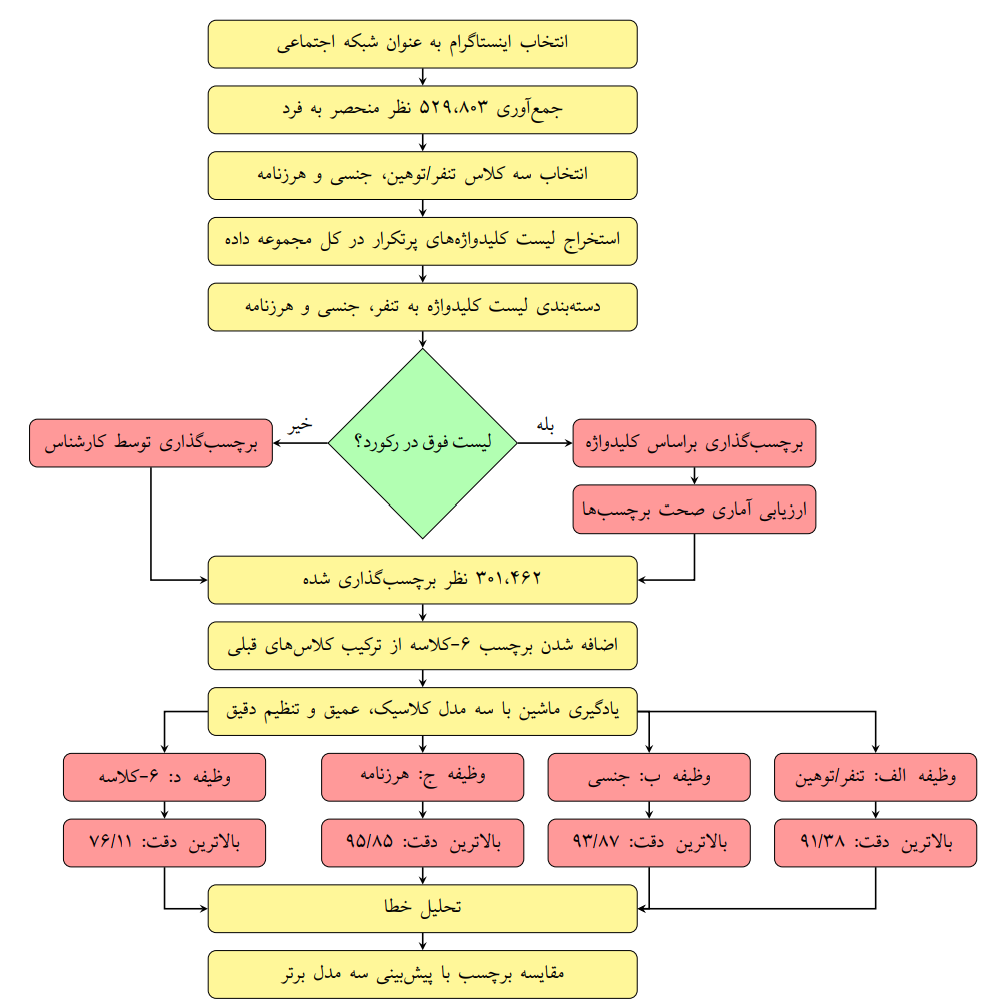 انتخاب اینستاگرام به عنوان شبکه اجتماعی
جمع‌آوری ۵۲۹،۸۰۳ نظر منحصر به فرد
انتخاب سه کلاس تنفر/توهین، جنسی و هرزنامه
استخراج لیست کلیدواژه‌های پرتکرار در کل مجموعه داده
دسته‌بندی لیست کلیدواژه به تنفر، جنسی و هرزنامه
لیست فوق در رکورد؟
بله
خیر
برچسب‌گذاری براساس کلیدواژه
برچسب‌گذاری توسط کارشناس
ارزیابی آماری صحت برچسب‌ها
۳۰۱،۴۶۲ نظر برچسب‌گذاری شده
اضافه شدن برچسب ۶-کلاسه از ترکیب کلاس‌های قبلی
یادگیری ماشین با سه مدل کلاسیک، عمیق و تنظیم دقیق
وظیفه الف: تنفر/توهین
وظیفه ب: جنسی
وظیفه ج: هرزنامه
وظیفه د: ۶-کلاسه
بالاترین دقت: ۹۱/۳۸
بالاترین دقت: ۹۳/۸۷
بالاترین دقت: ۹۵/۸۵
بالاترین دقت: ۷۶/۱۱
تحلیل خطا
مقایسه برچسب با پیش‌بینی سه مدل برتر